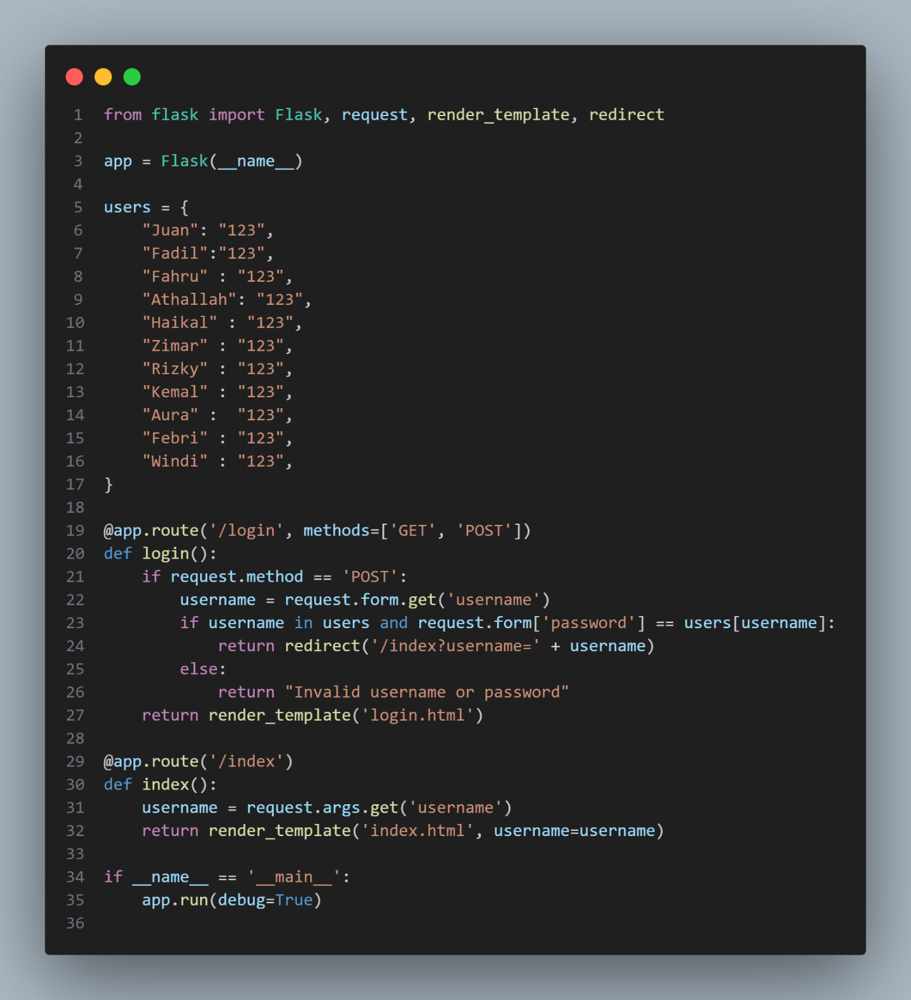 1 from flask import Flask, request, render_template, redirect
2
3 app = Flask(__name__)
4
5 users = {
6     "Juan": "123",
7     "Fadil":"123",
8     "Fahru" : "123",
9     "Athallah": "123",
10     "Haikal" : "123",
11     "Zimar" : "123",
12     "Rizky" : "123",
13     "Kemal" : "123",
14     "Aura" :  "123",
15     "Febri" : "123",
16     "Windi" : "123",
17 }
18
19 @app.route('/login', methods=['GET', 'POST'])
20 def login():
21     if request.method == 'POST':
22         username = request.form.get('username')
23         if username in users and request.form['password'] == users[username]:
24             return redirect('/index?username=' + username)
25         else:
26             return "Invalid username or password"
27     return render_template('login.html')
28
29 @app.route('/index')
30 def index():
31     username = request.args.get('username')
32     return render_template('index.html', username=username)
33
34 if __name__ == '__main__':
35     app.run(debug=True)
36